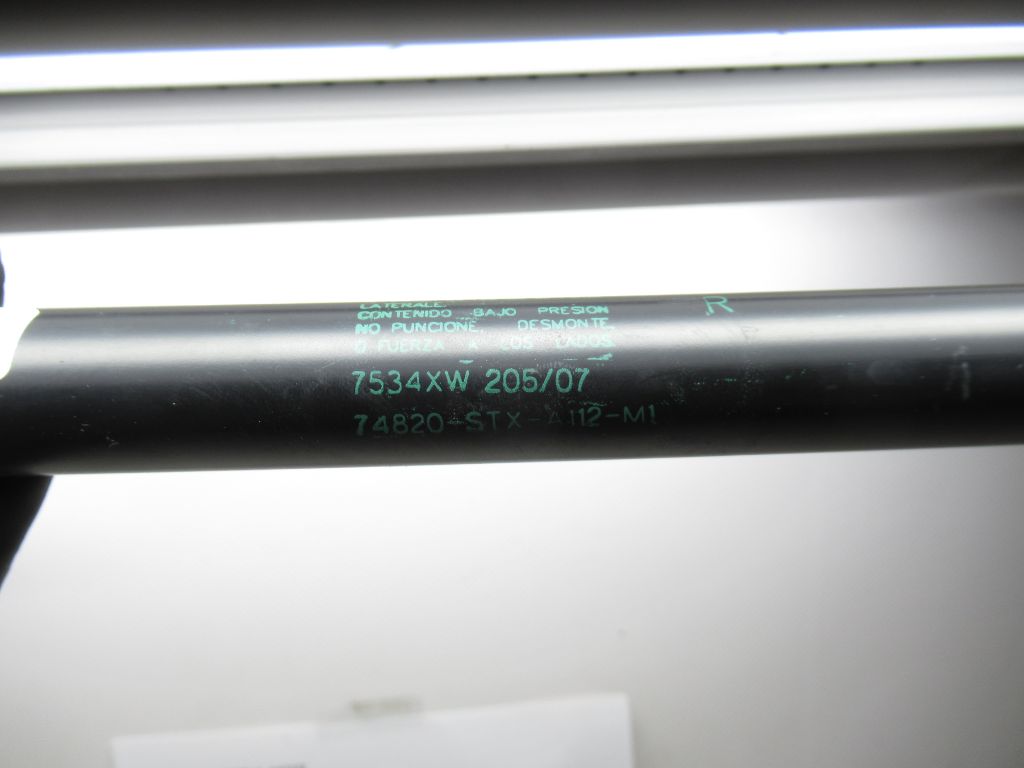 LATERALE.
CONTENIDO BAJO PRESION
NO PUNCIONE, DESMONTE,
O FUERZA A LOS LADOS.
R
7534XW 205/07
74820-STX-A112-M1